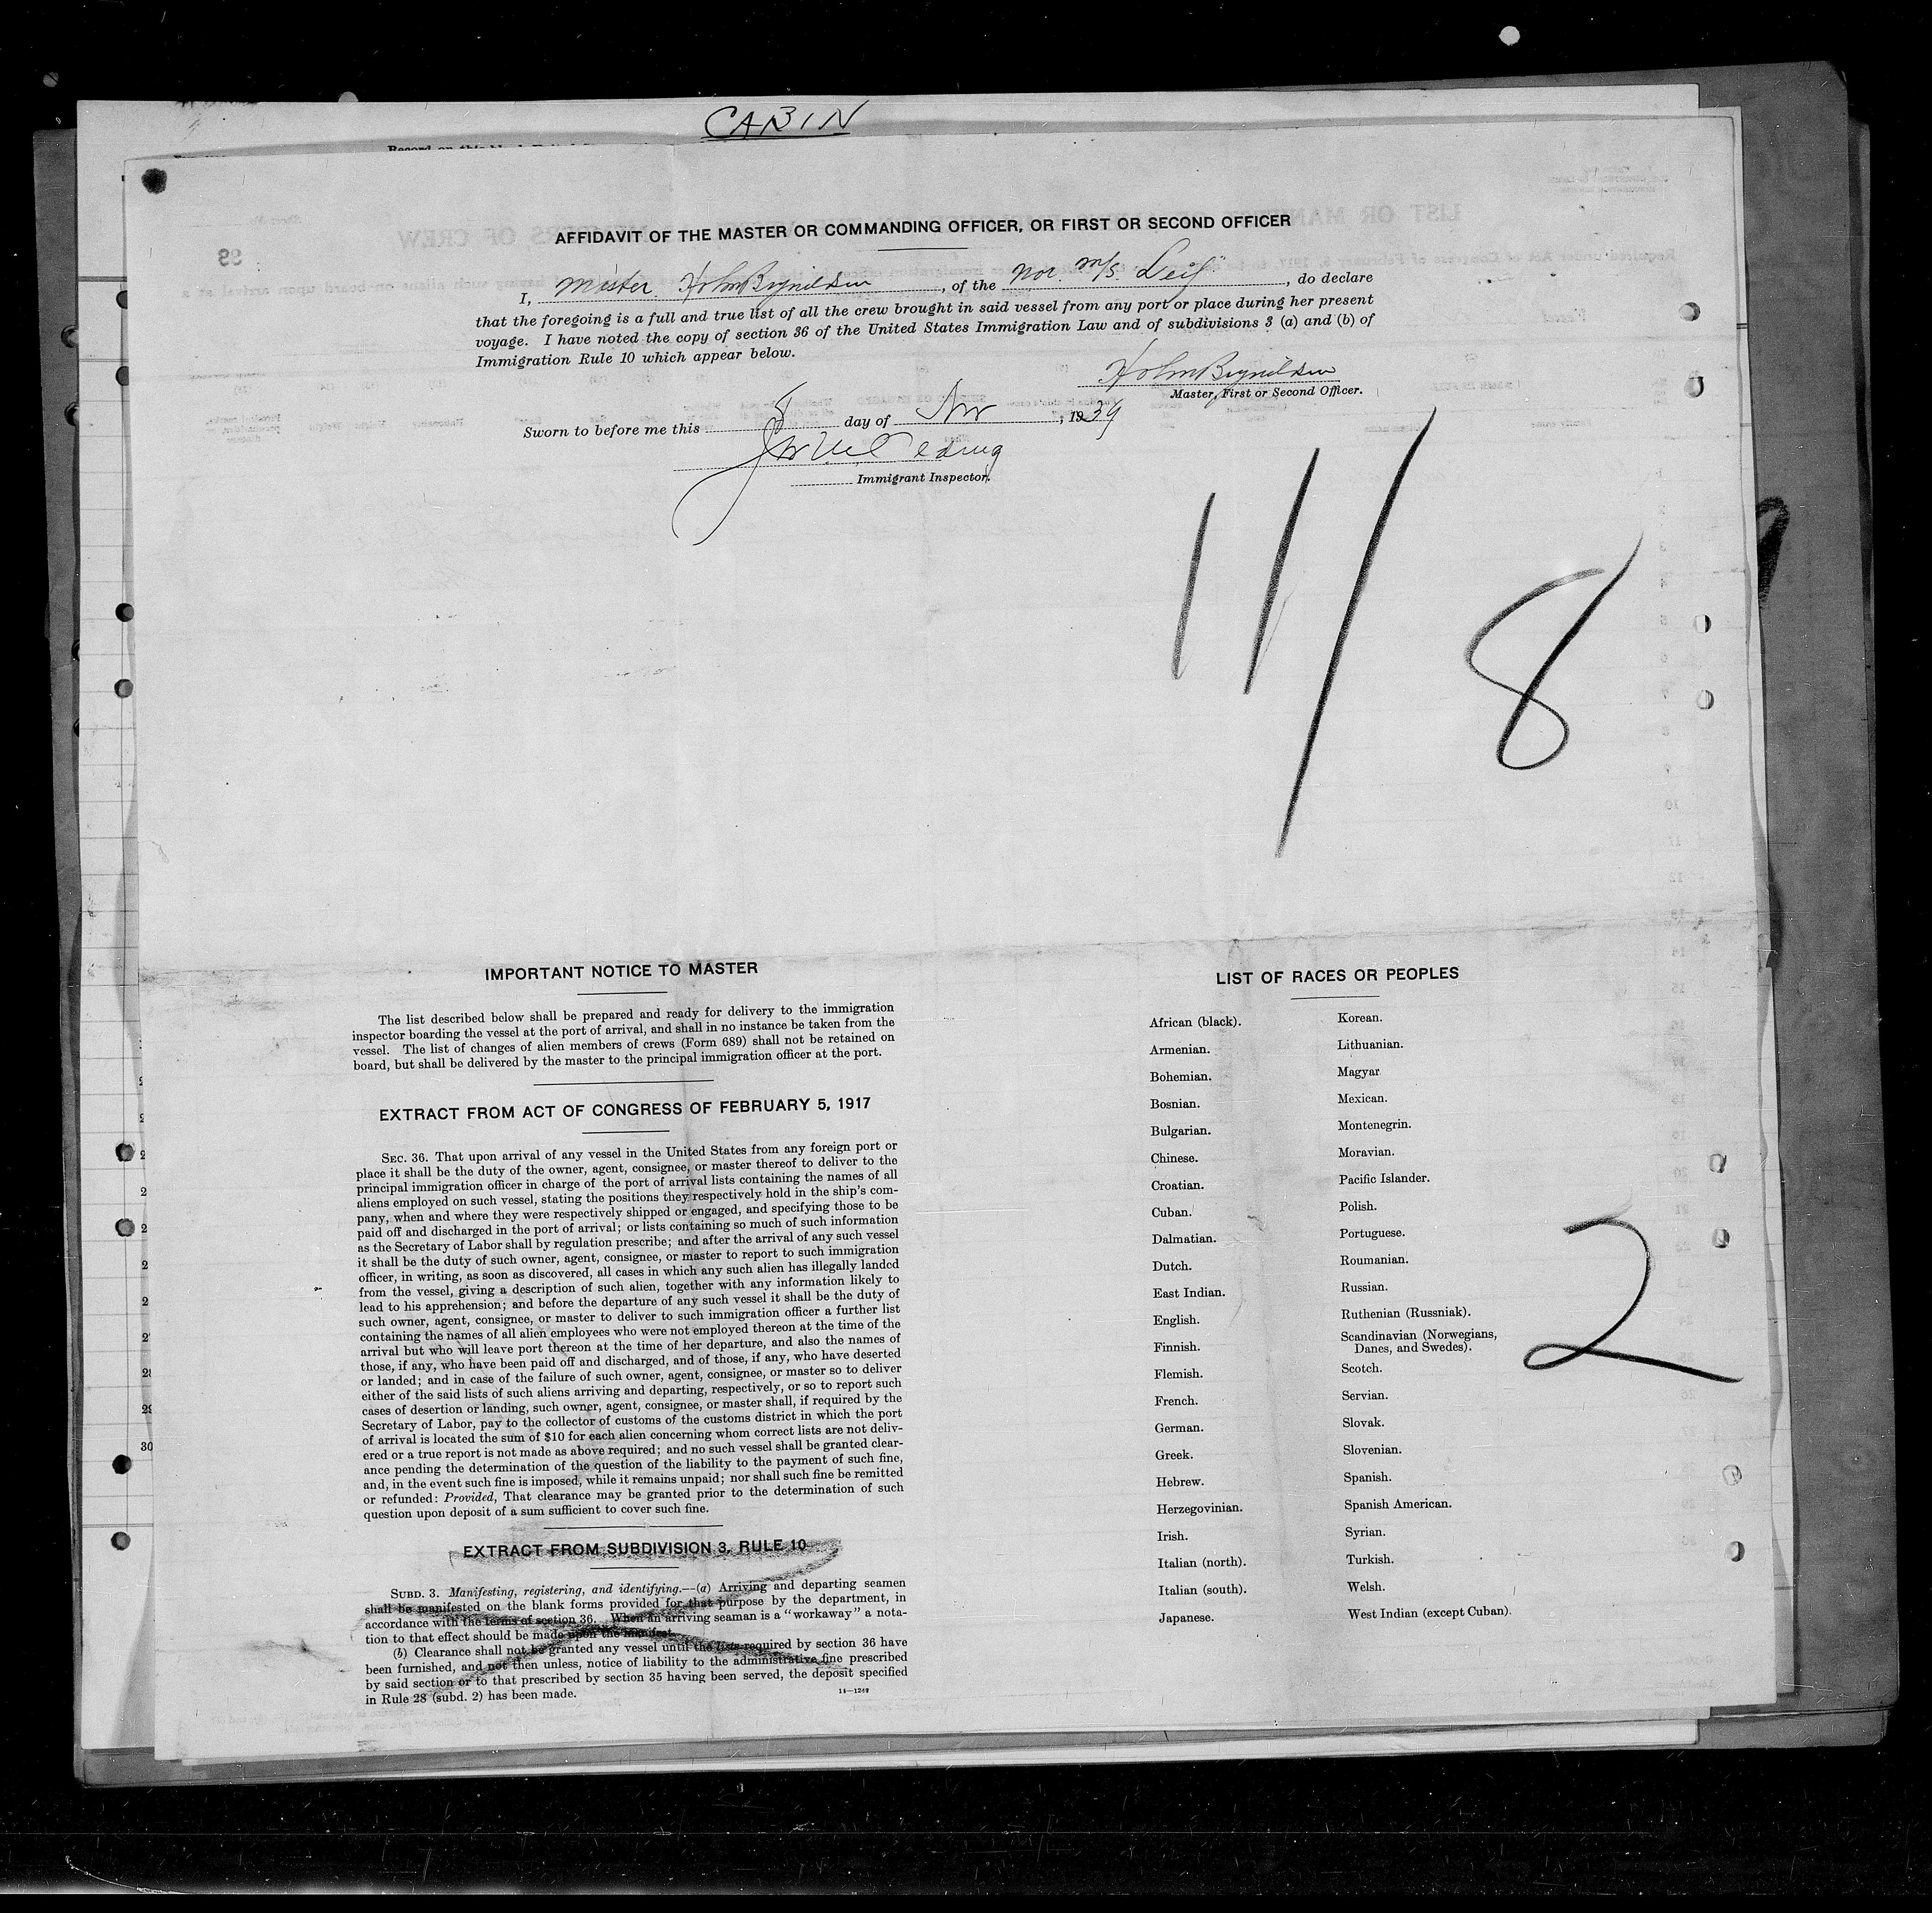 CABIN
AFFIDAVIT OF THE MASTER OR COMMANDING OFFICER, OR FIRST OR SECOND OFFICER
I, Master, of the Nor. m/s. "Leif", do declare
that the foregoing is a full and true list of all the crew brought in said vessel from any port or place during her present
voyage. I have noted the copy of section 36 of the United States Immigration Law and of subdivisions 3 (a) and (b) of
Immigration Rule 10 which appear below.
Master, First or Second Officer.
Sworn to before me this 8 day of Nov, 1939
Immigrant Inspector.
11/8
IMPORTANT NOTICE TO MASTER
The list described below shall be prepared and ready for delivery to the immigration
inspector boarding the vessel at the port of arrival, and shall in no instance be taken from the
vessel. The list of changes of alien members of crews (Form 689) shall not be retained on
board, but shall be delivered by the master to the principal immigration officer at the port.
EXTRACT FROM ACT OF CONGRESS OF FEBRUARY 5, 1917
SEC. 36. That upon arrival of any vessel in the United States from any foreign port or
place it shall be the duty of the owner, agent, consignee, or master thereof to deliver to the
principal immigration officer in charge of the port of arrival lists containing the names of all
aliens employed on such vessel, stating the positions they respectively hold in the ship's com-
pany, when and where they were respectively shipped or engaged, and specifying those to be
paid off and discharged in the port of arrival; or lists containing so much of such information
as the Secretary of Labor shall by regulation prescribe; and after the arrival of any such vessel
it shall be the duty of such owner, agent, consignee, or master to report to such immigration
officer, in writing, as soon as discovered, all cases in which any such alien has illegally landed
from the vessel, giving a description of such alien, together with any information likely to
lead to his apprehension; and before the departure of any such vessel it shall be the duty of
such owner, agent, consignee, or master to deliver to such immigration officer a further list
containing the names of all alien employees who were not employed thereon at the time of the
arrival but who will leave port thereon at the time of her departure, and also the names of
those, if any, who have been paid off and discharged, and of those, if any, who have deserted
or landed; and in case of the failure of such owner, agent, consignee, or master so to deliver
either of the said lists of such aliens arriving and departing, respectively, or so to report such
cases of desertion or landing, such owner, agent, consignee, or master shall, if required by the
Secretary of Labor, pay to the collector of customs of the customs district in which the port
of arrival is located the sum of $10 for each alien concerning whom correct lists are not deliv-
ered or a true report is not made as above required; and no such vessel shall be granted clear-
ance pending the determination of the question of the liability to the payment of such fine,
and, in the event such fine is imposed, while it remains unpaid; nor shall such fine be remitted
or refunded: Provided, That clearance may be granted prior to the determination of such
question upon deposit of a sum sufficient to cover such fine.
EXTRACT FROM SUBDIVISION 3, RULE 10
SUBD. 3. Manifesting, registering, and identifying.—(a) Arriving and departing seamen
shall be manifested on the blank forms provided for that purpose by the department, in
accordance with the terms of section 36. When an arriving seaman is a "workaway" a nota-
tion to that effect should be made upon the manifest.
(b) Clearance shall not be granted any vessel until the lists required by section 36 have
been furnished, and not then unless, notice of liability to the administrative fine prescribed
by said section or to that prescribed by section 35 having been served, the deposit specified
in Rule 28 (subd. 2) has been made.
14—1247
LIST OF RACES OR PEOPLES
African (black).
Armenian.
Bohemian.
Bosnian.
Bulgarian.
Chinese.
Croatian.
Cuban.
Dalmatian.
Dutch.
East Indian.
English.
Finnish.
Flemish.
French.
German.
Greek.
Hebrew.
Herzegovinian.
Irish.
Italian (north).
Italian (south).
Japanese.
Korean.
Lithuanian.
Magyar
Mexican.
Montenegrin.
Moravian.
Pacific Islander.
Polish.
Portuguese.
Roumanian.
Russian.
Ruthenian (Russniak).
Scandinavian (Norwegians,
Danes, and Swedes).
Scotch.
Servian.
Slovak.
Slovenian.
Spanish.
Spanish American.
Syrian.
Turkish.
Welsh.
West Indian (except Cuban).
2